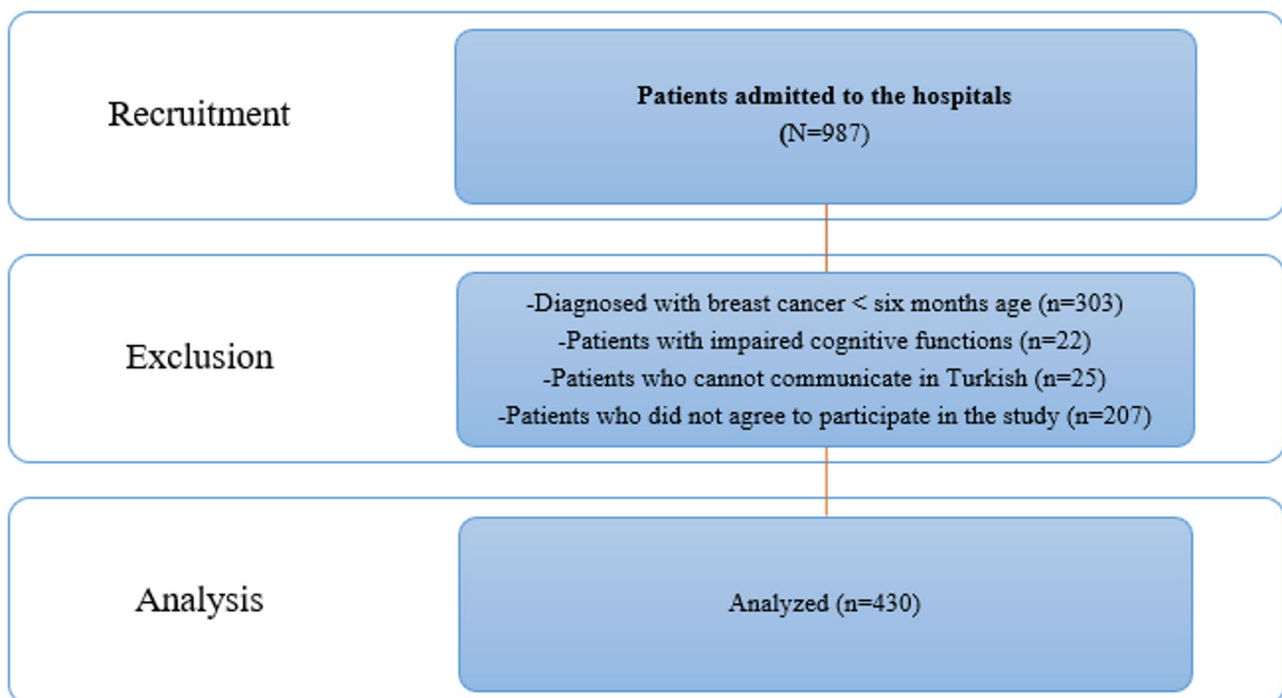 Recruitment
Patients admitted to the hospitals
(N=987)
Exclusion
-Diagnosed with breast cancer < six months age (n=303)
-Patients with impaired cognitive functions (n=22)
-Patients who cannot communicate in Turkish (n=25)
-Patients who did not agree to participate in the study (n=207)
Analysis
Analyzed (n=430)